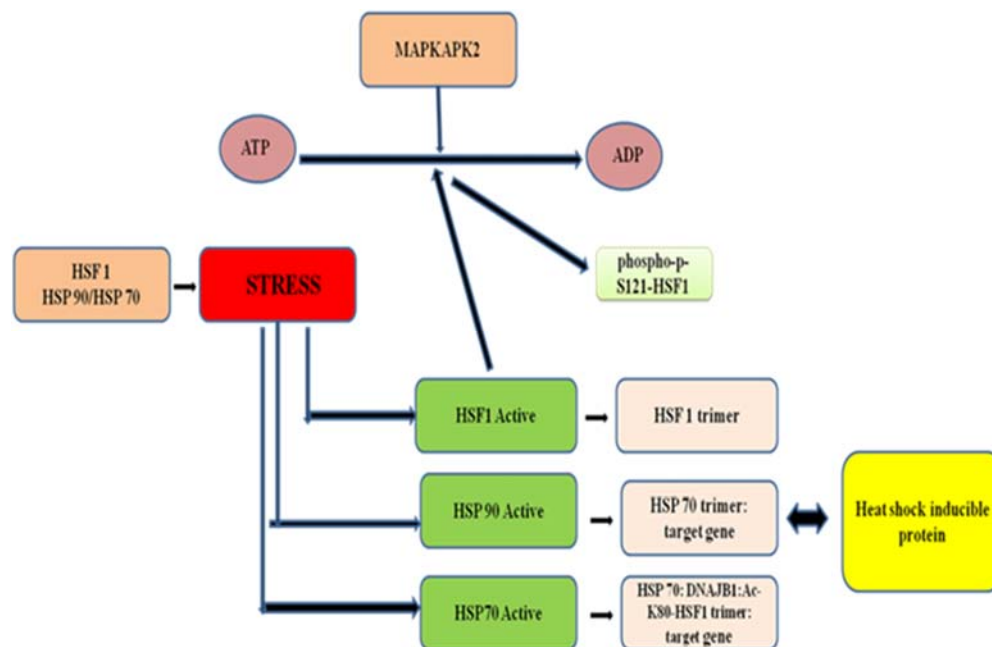 MAPKAPK2
ATP
ADP
HSF 1
HSP 90/HSP 70
STRESS
phospho-p-
S121-HSF1
HSF1 Active
HSF 1 trimer
HSP 90 Active
HSP 70 trimer:
target gene
Heat shock inducible
protein
HSP70 Active
HSP 70: DNAJB1:Ac-
K80-HSF1 trimer:
target gene